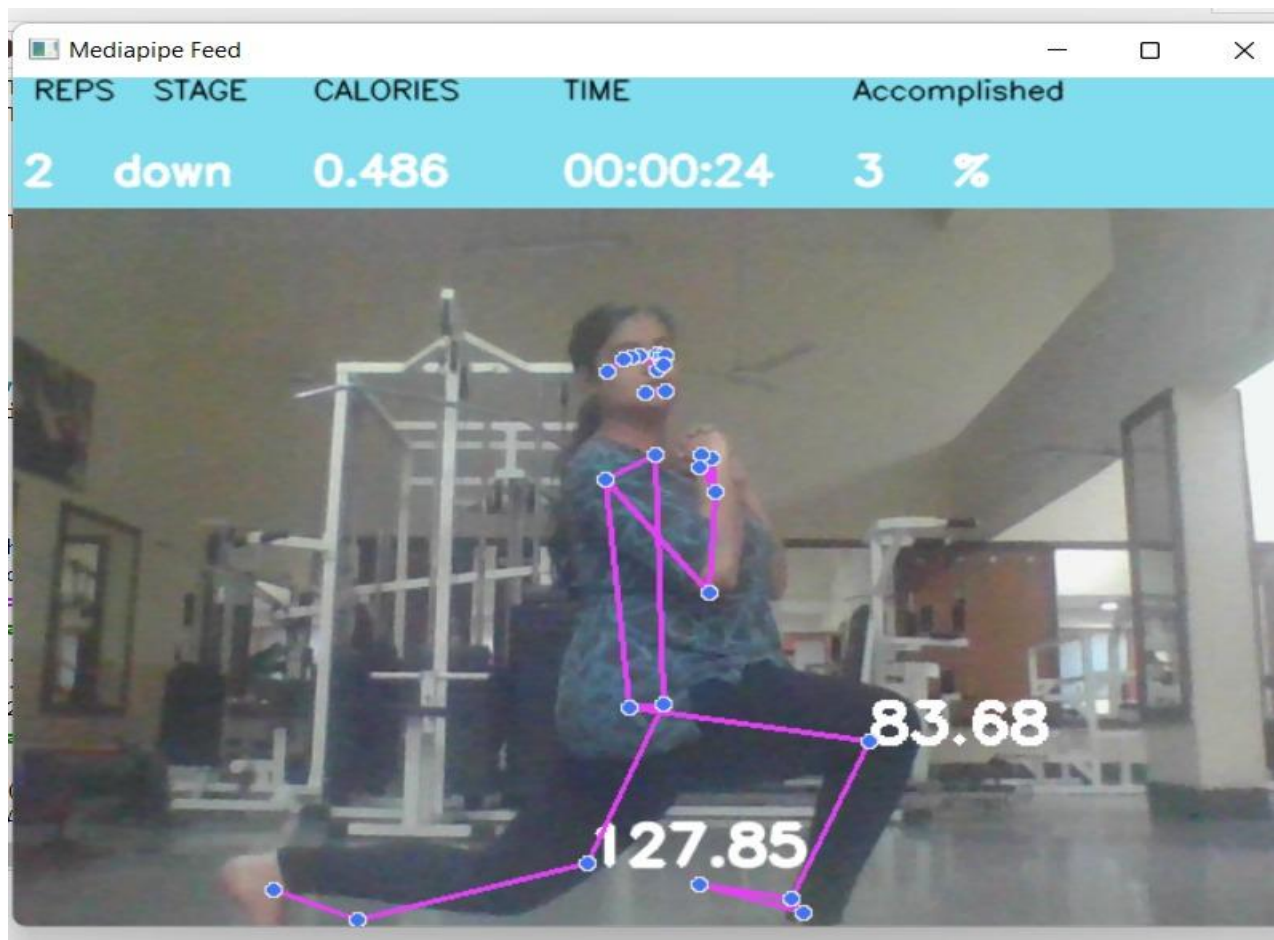 Mediapipe Feed
REPS STAGE CALORIES TIME Accomplished
2 down 0.486 00:00:24 3 %
83.68
127.85